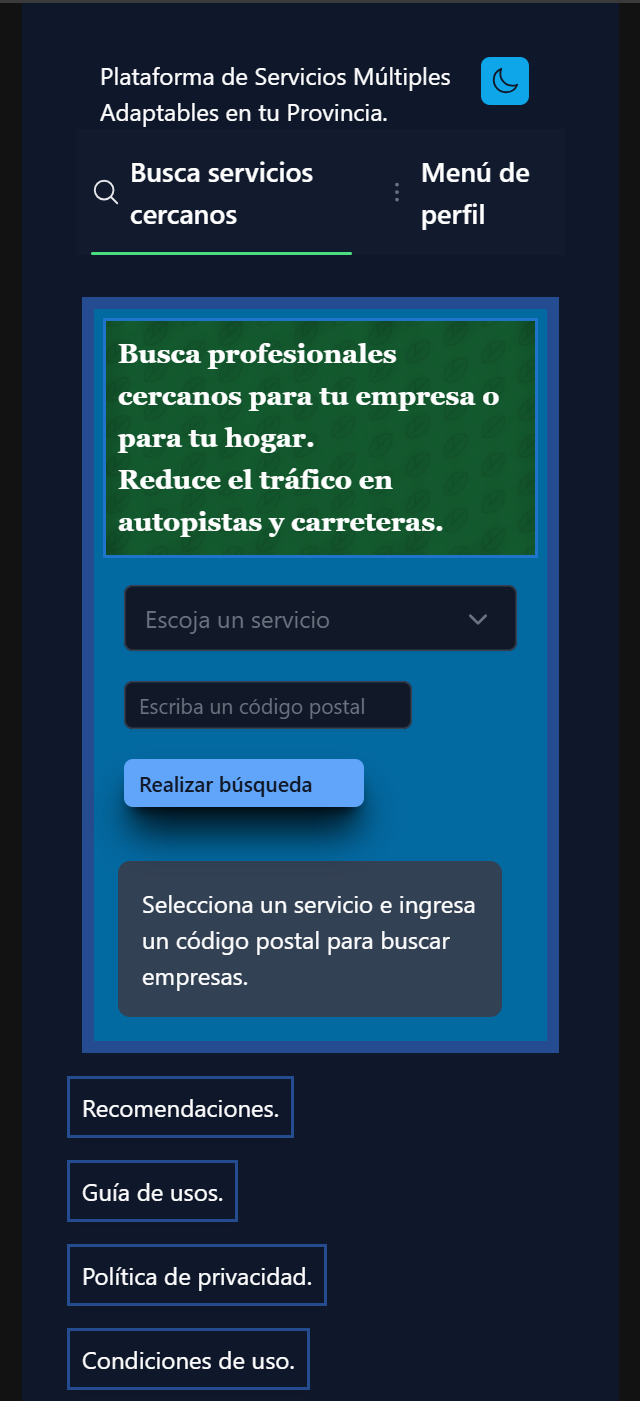 Plataforma de Servicios Múltiples
Adaptables en tu Provincia.
Busca servicios
cercanos
Menú de
perfil
Busca profesionales
cercanos para tu empresa o
para tu hogar.
Reduce el tráfico en
autopistas y carreteras.
Escoja un servicio
Escriba un código postal
Realizar búsqueda
Selecciona un servicio e ingresa
un código postal para buscar
empresas.
Recomendaciones.
Guía de usos.
Política de privacidad.
Condiciones de uso.